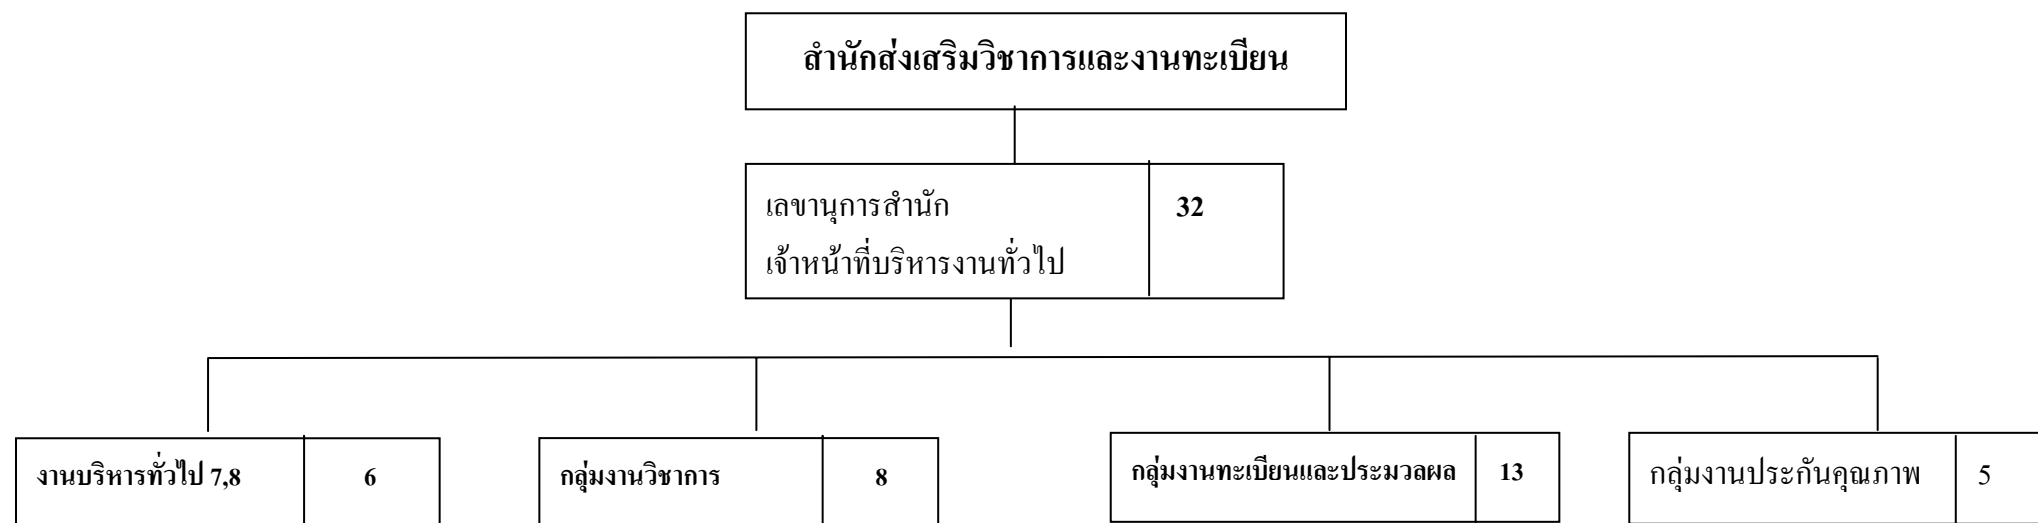 สำนักส่งเสริมวิชาการและงานทะเบียน
เลขานุการสำนัก 32
เจ้าหน้าที่บริหารงานทั่วไป
งานบริหารทั่วไป 7,8 6
กลุ่มงานวิชาการ 8
กลุ่มงานทะเบียนและประมวลผล 13
กลุ่มงานประกันคุณภาพ 5